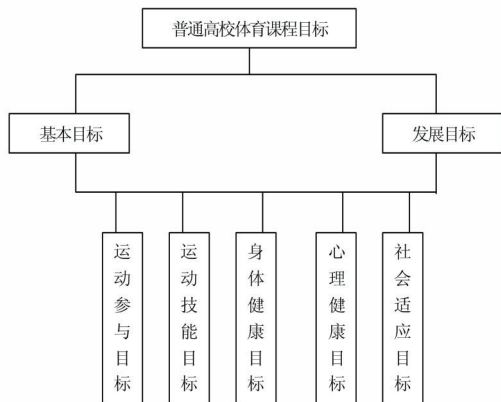 普通高校体育课程目标
基本目标
发展目标
运动参与目标
运动技能目标
身体健康目标
心理健康目标
社会适应目标